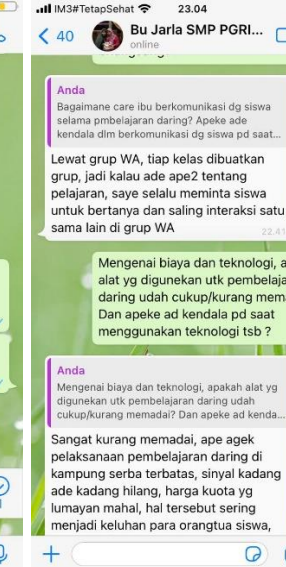 IM3#TetapSehat
23.04
40
Bu Jarla SMP PGRI...
online
Anda
Bagaimane care ibu berkomunikasi dg siswa
selama pmbelajaran daring? Apeke ade
kendala dlm berkomunikasi dg siswa pd saat...
Lewat grup WA, tiap kelas dibuatkan
grup, jadi kalau ade ape2 tentang
pelajaran, saye selalu meminta siswa
untuk bertanya dan saling interaksi satu
sama lain di grup WA
22.41
Mengenai biaya dan teknologi, a
alat yg digunekan ut pembelaja
daring udah cukup/kurang mem
Dan apeke ad kendala pd saat
menggunakan teknologi tsb ?
Anda
Mengenai biaya dan teknologi, apakah alat yg
digunekan utk pembelajaran daring udah
cukup/kurang memadai? Dan apeke ad kenda...
Sangat kurang memadai, ape agek
pelaksanaan pembelajaran daring di
kampung serba terbatas, sinyal kadang
ade kadang hilang, harga kuota yg
lumayan mahal, hal tersebut sering
menjadi keluhan para orangtua siswa,